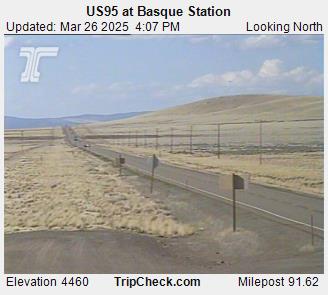 US95 at Basque Station
Updated: Mar 26 2025 4:07 PM Looking North
Elevation 4460 TripCheck.com Milepost 91.62